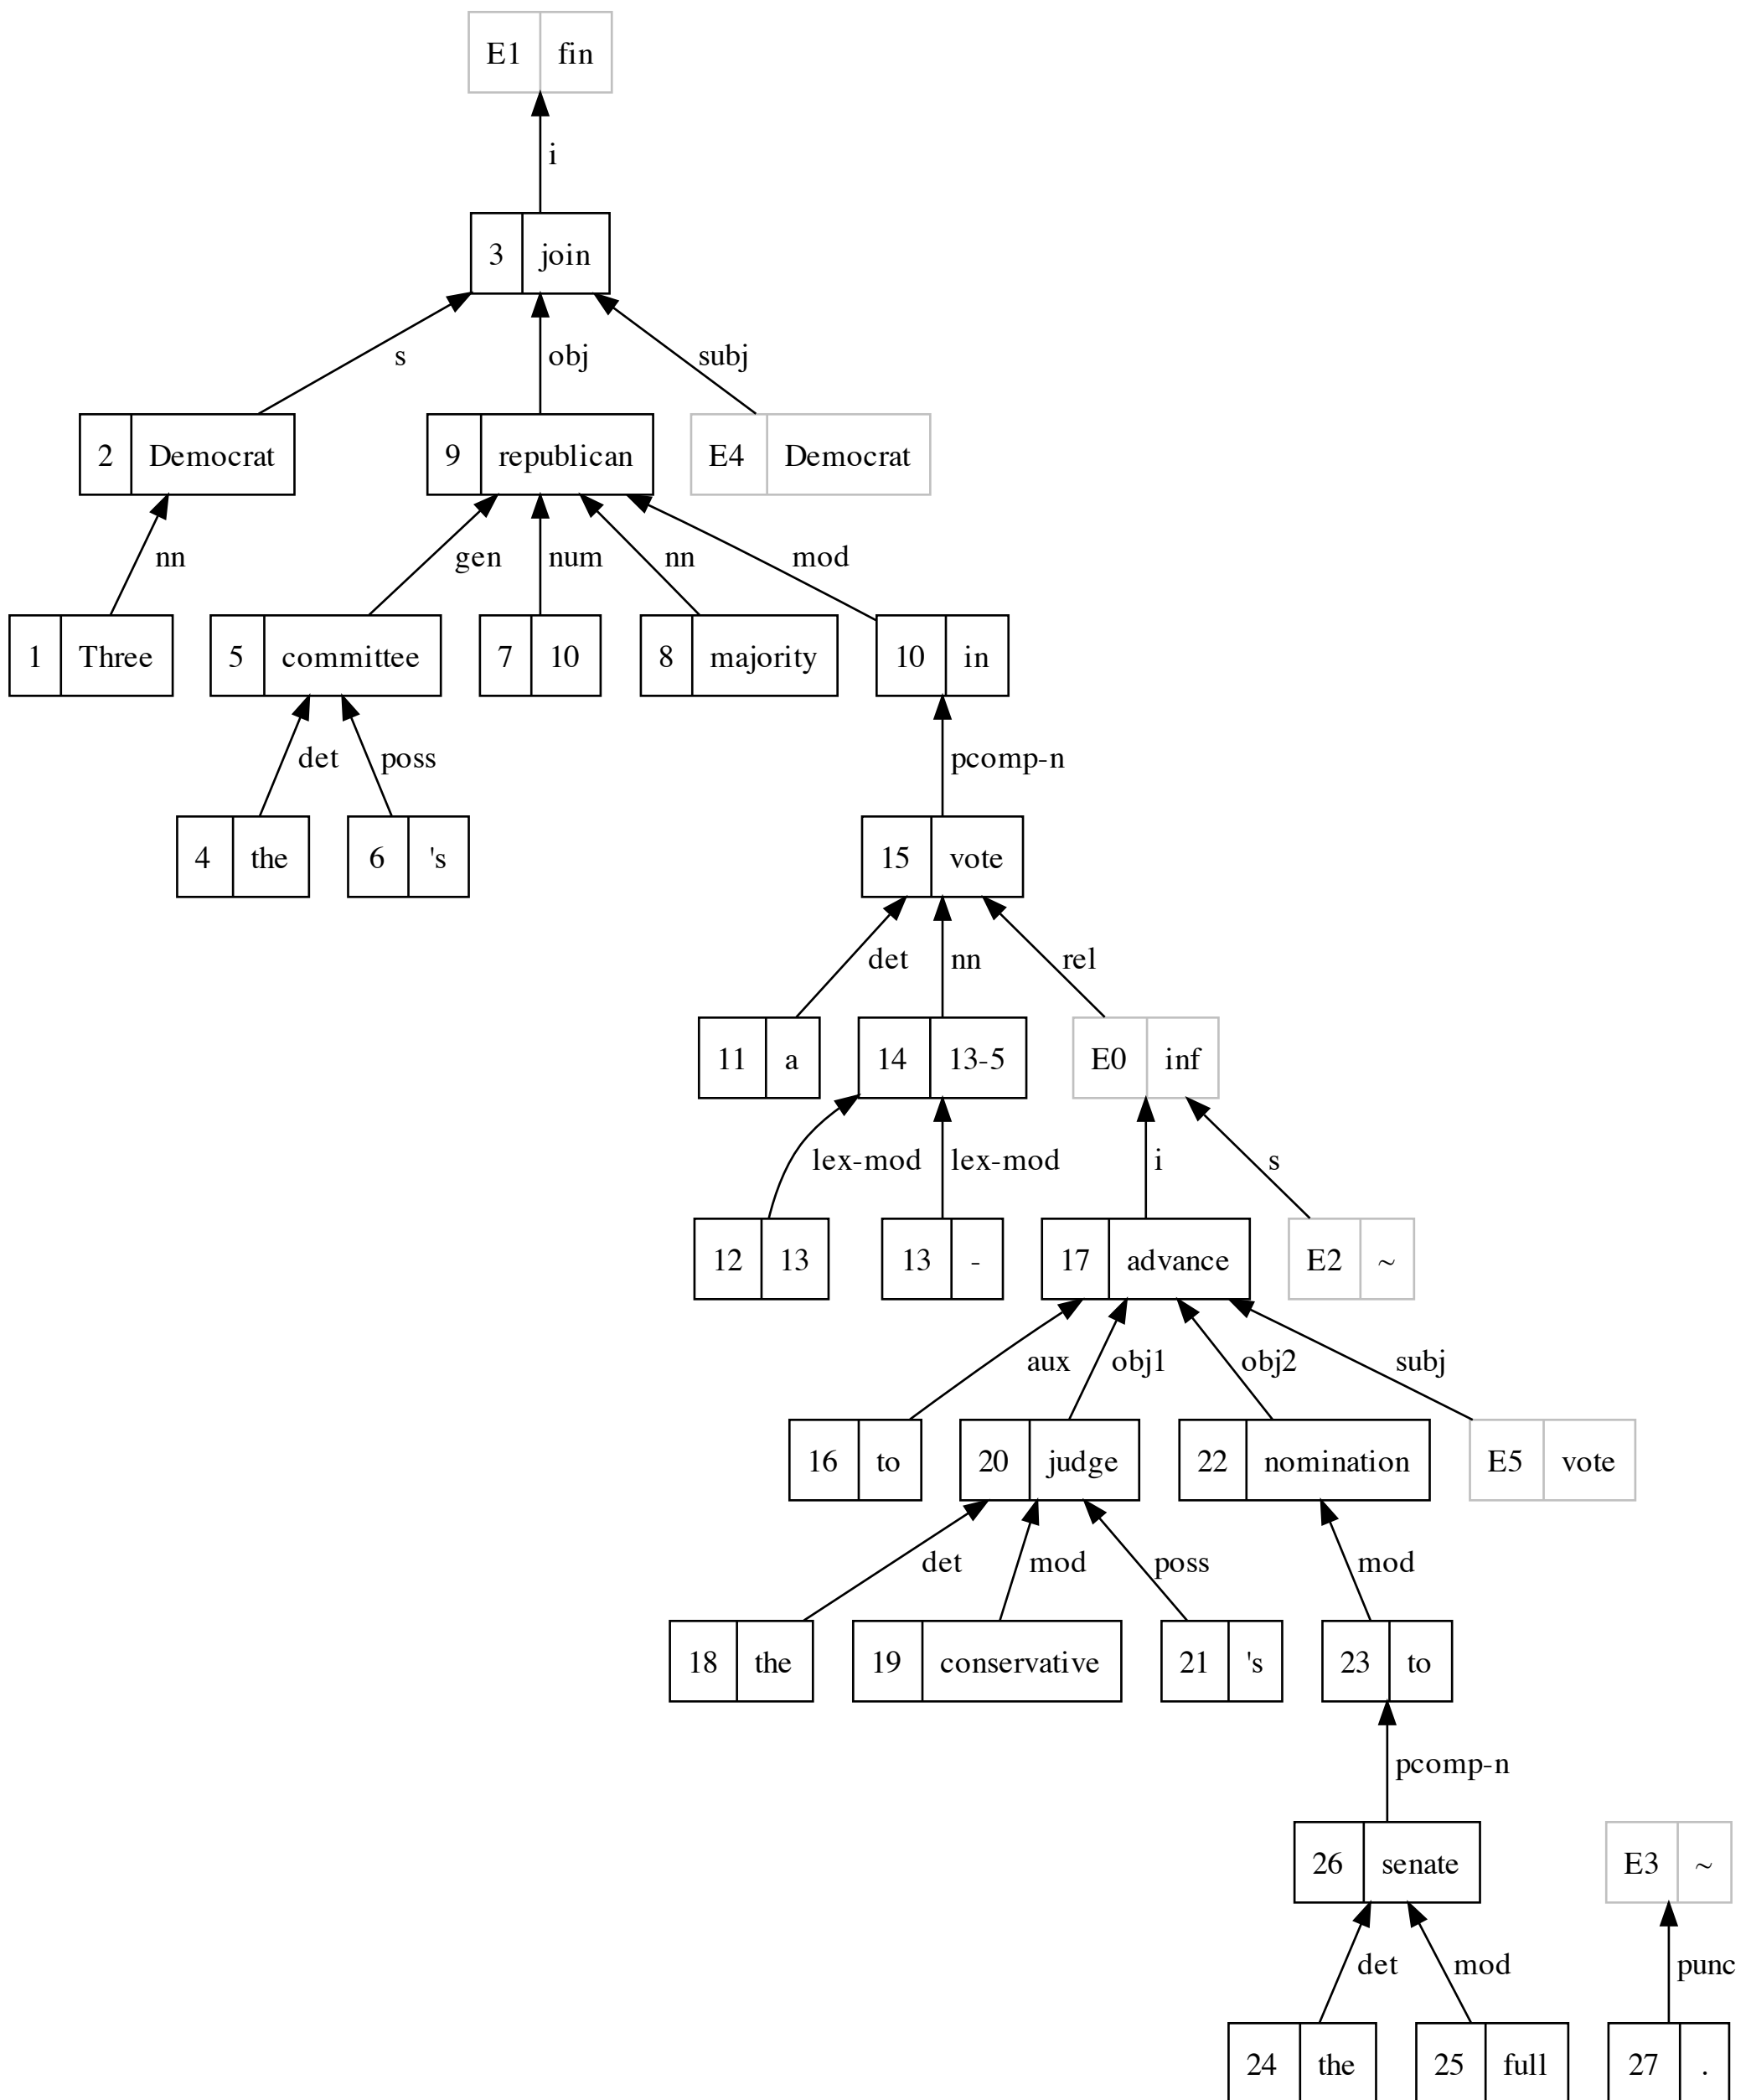 E1 fin
i
3 join
s obj subj
2 Democrat 9 republican E4 Democrat
nn gen num nn mod
1 Three 5 committee 7 10 8 majority 10 in
det poss pcomp-n
4 the 6 's 15 vote
det nn rel
11 a 14 13-5 E0 inf
lex-mod lex-mod i s
12 13 13 - 17 advance E2 ~
aux obj1 obj2 subj
16 to 20 judge 22 nomination E5 vote
det mod poss mod
18 the 19 conservative 21 's 23 to
pcomp-n
26 senate E3 ~
det mod punc
24 the 25 full 27 .